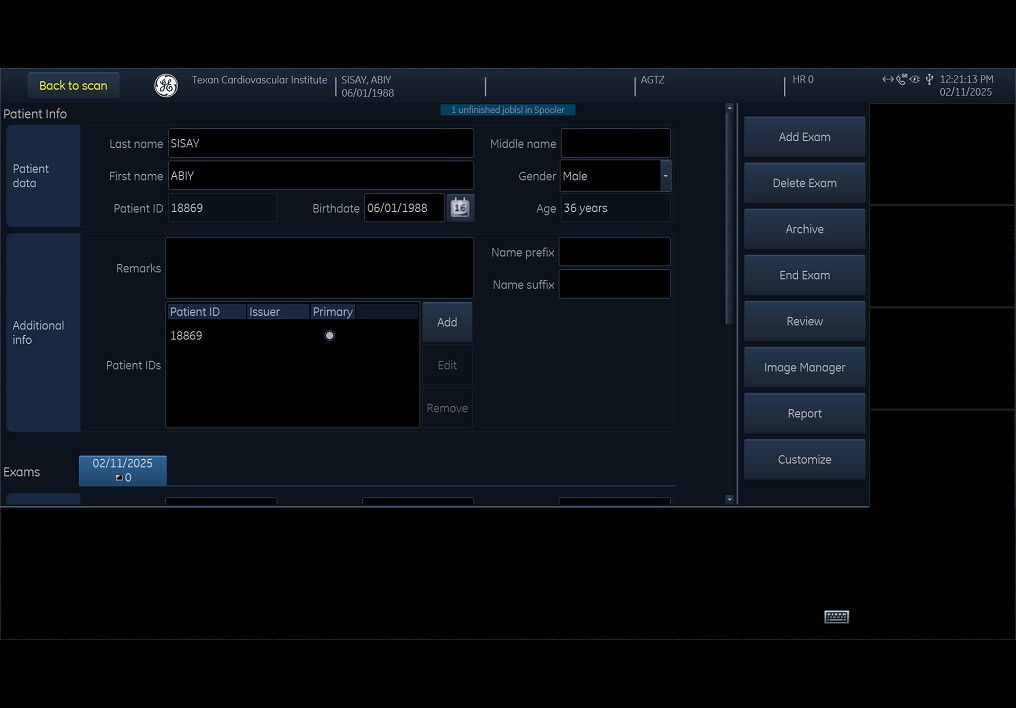 Back to scan
Texan Cardiovascular Institute
SISAY, ABIY
06/01/1988
AGTZ
HR 0
12:21:13 PM
02/11/2025
1 unfinished job(s) in Spooler
Patient Info
Patient data
Last name SISAY
Middle name
First name ABIY
Gender Male
Patient ID 18869
Birthdate 06/01/1988
16
Age 36 years
Additional info
Remarks
Name prefix
Name suffix
Patient IDs
Patient ID Issuer Primary
18869
Add
Edit
Remove
Exams
02/11/2025
0
Add Exam
Delete Exam
Archive
End Exam
Review
Image Manager
Report
Customize